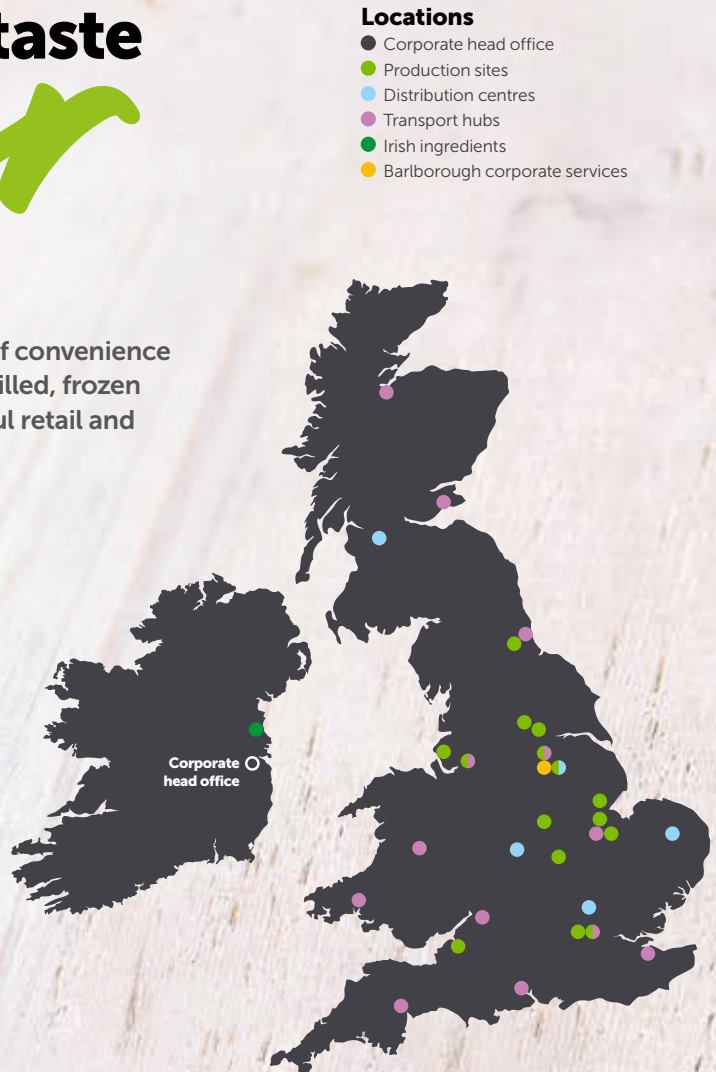 taste
Locations
Corporate head office
Production sites
Distribution centres
Transport hubs
Irish ingredients
Barlborough corporate services
f convenience
illed, frozen
ul retail and
Corporate
head office